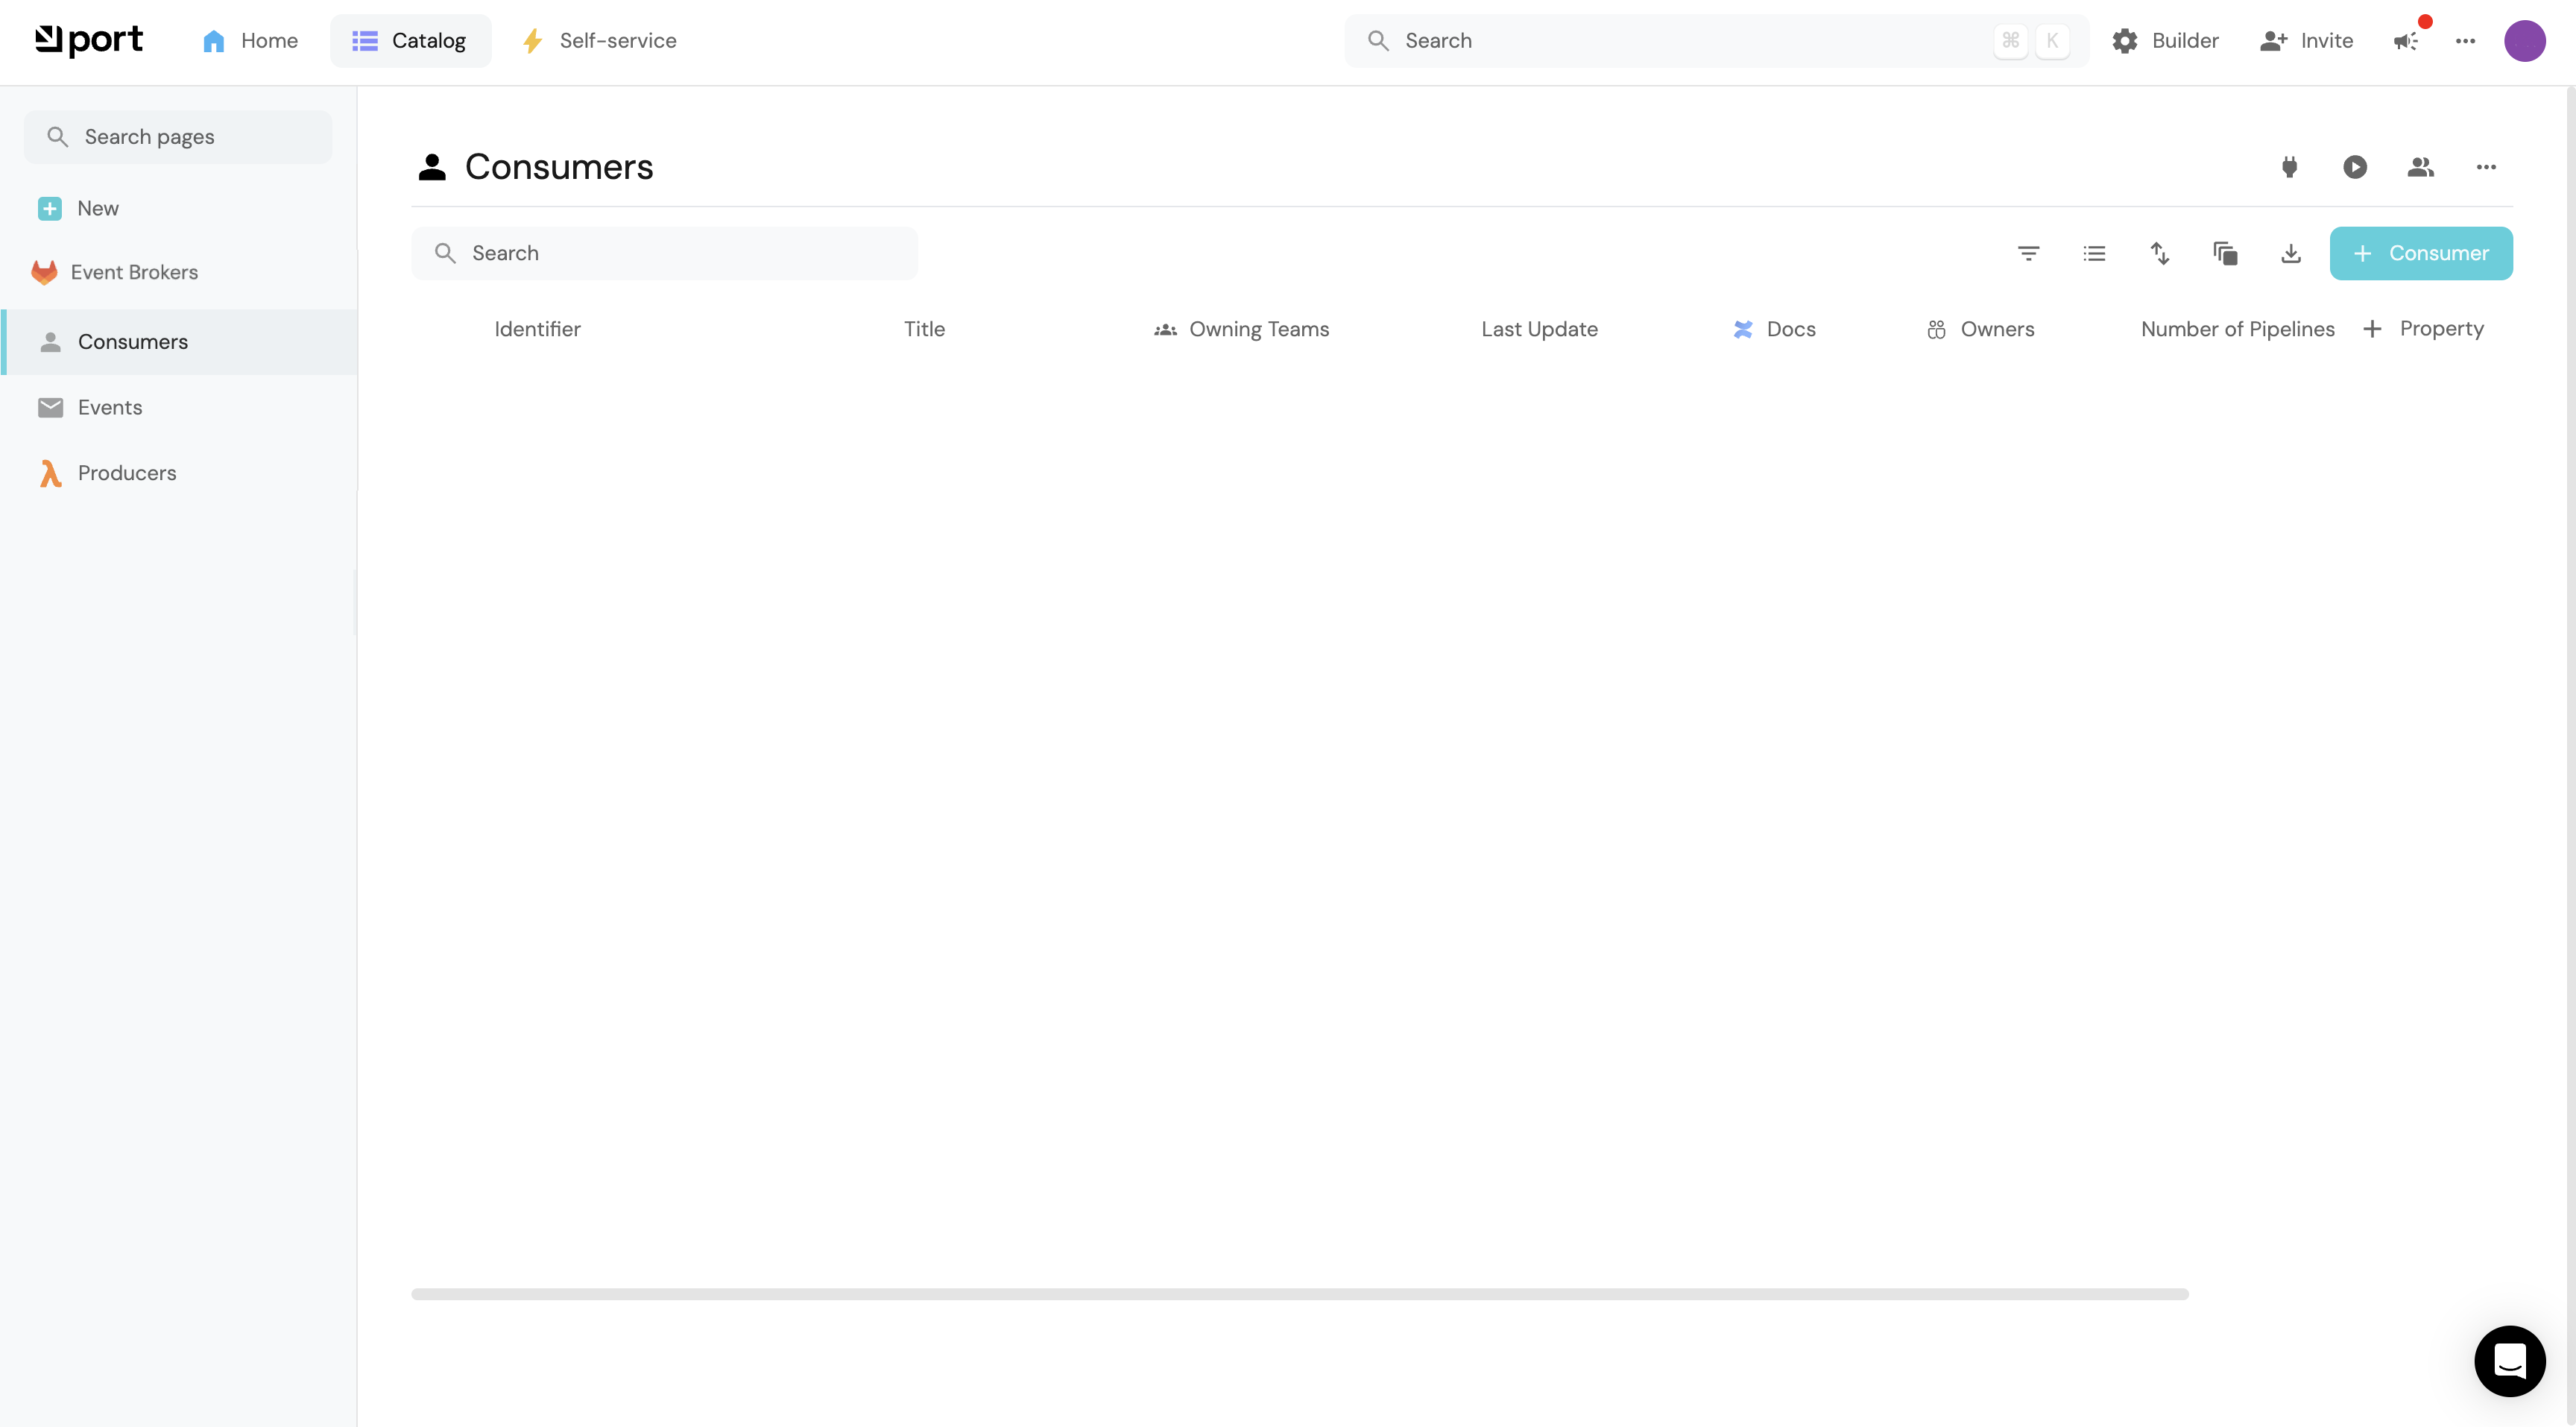 port
Home
Catalog
Self-service
Search
⌘ K
Builder
Invite
Search pages
New
Event Brokers
Consumers
Events
Producers
Consumers
Search
+ Consumer
Identifier
Title
Owning Teams
Last Update
Docs
Owners
Number of Pipelines
+ Property